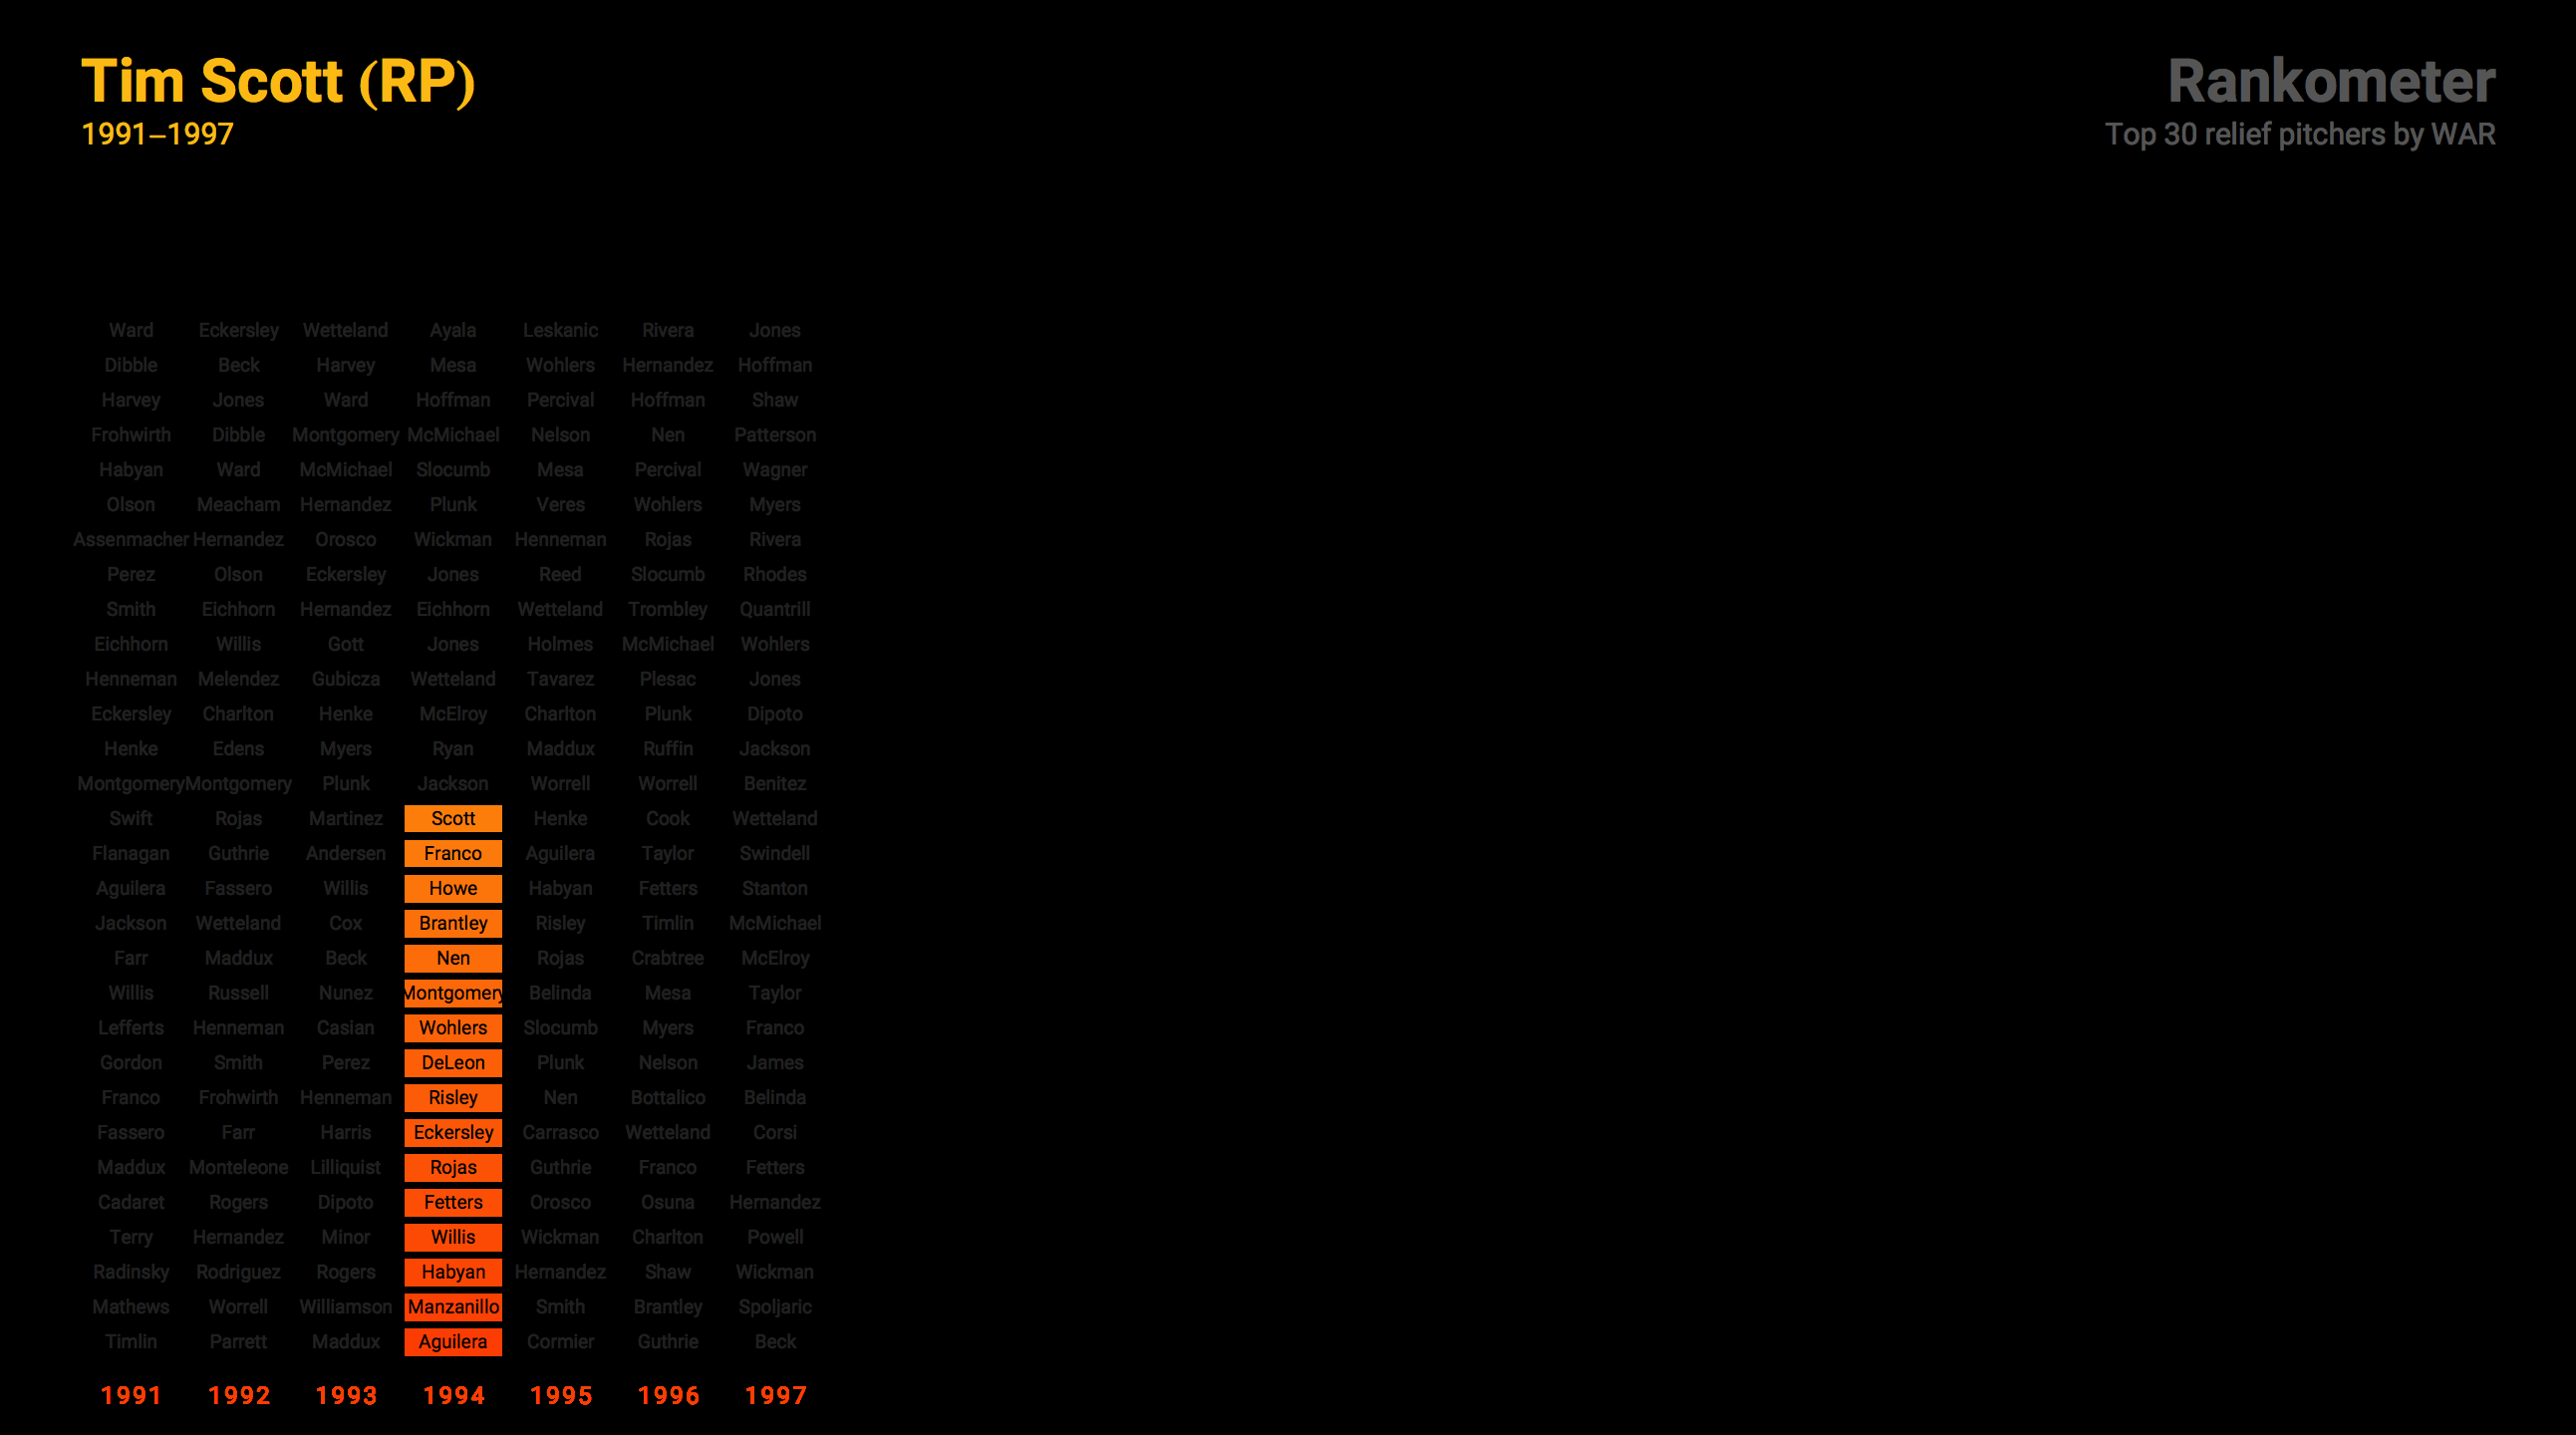 Tim Scott (RP)
1991–1997
Rankometer
Top 30 relief pitchers by WAR
Ward Eckersley Wetteland Ayala Leskanic Rivera Jones
Dibble Beck Harvey Mesa Wohlers Hernandez Hoffman
Harvey Jones Ward Hoffman Percival Hoffman Shaw
Frohwirth Dibble Montgomery McMichael Nelson Nen Patterson
Habyan Ward McMichael Slocumb Mesa Percival Wagner
Olson Meacham Hernandez Plunk Veres Wohlers Myers
Assenmacher Hernandez Orosco Wickman Henneman Rojas Rivera
Perez Olson Eckersley Jones Reed Slocumb Rhodes
Smith Eichhorn Hernandez Eichhorn Wetteland Trombley Quantrill
Eichhorn Willis Gott Jones Holmes McMichael Wohlers
Henneman Melendez Gubicza Wetteland Tavarez Plesac Jones
Eckersley Charlton Henke McElroy Charlton Plunk Dipoto
Henke Edens Myers Ryan Maddux Ruffin Jackson
Montgomery Montgomery Plunk Jackson Worrell Worrell Benitez
Swift Rojas Martinez Scott Henke Cook Wetteland
Flanagan Guthrie Andersen Franco Aguilera Taylor Swindell
Aguilera Fassero Willis Howe Habyan Fetters Stanton
Jackson Wetteland Cox Brantley Risley Timlin McMichael
Farr Maddux Beck Nen Rojas Crabtree McElroy
Willis Russell Nunez Montgomery Belinda Mesa Taylor
Lefferts Henneman Casian Wohlers Slocumb Myers Franco
Gordon Smith Perez DeLeon Plunk Nelson James
Franco Frohwirth Henneman Risley Nen Bottalico Belinda
Fassero Farr Harris Eckersley Carrasco Wetteland Corsi
Maddux Monteleone Lilliquist Rojas Guthrie Franco Fetters
Cadaret Rogers Dipoto Fetters Orosco Osuna Hernandez
Terry Hernandez Minor Willis Wickman Charlton Powell
Radinsky Rodriguez Rogers Habyan Hernandez Shaw Wickman
Mathews Worrell Williamson Manzanillo Smith Brantley Spoljaric
Timlin Parrett Maddux Aguilera Cormier Guthrie Beck
1991 1992 1993 1994 1995 1996 1997